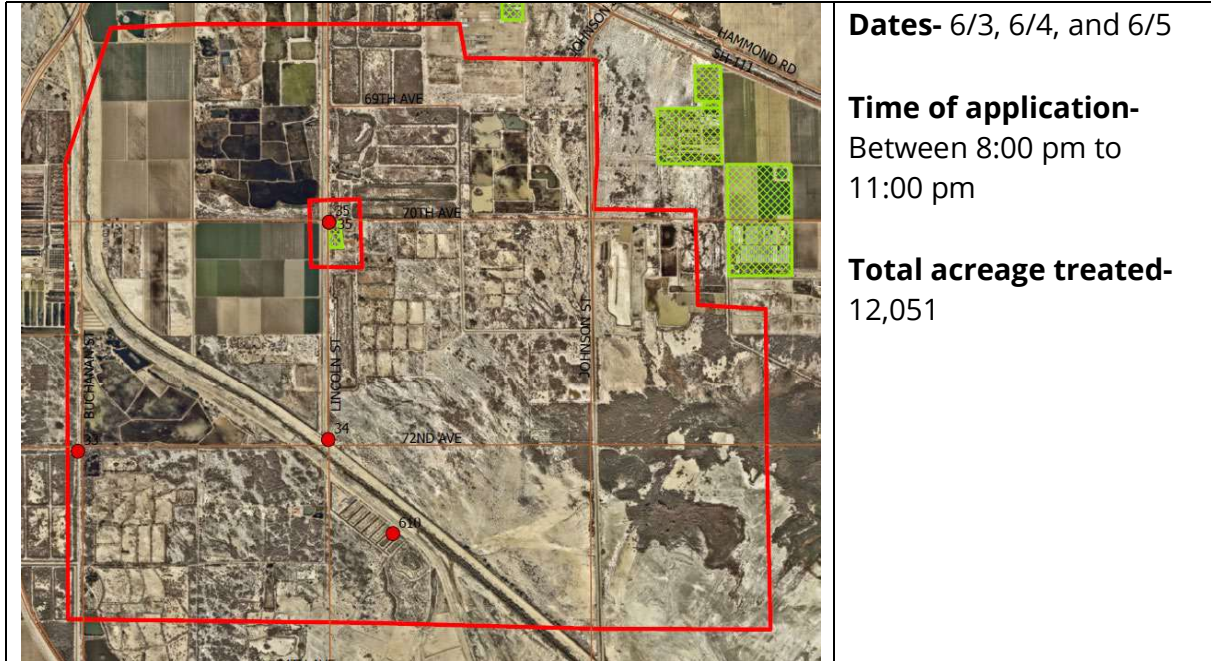 JOHNSON
HAMMOND RD
SH 111
69TH AVE
35
35
70TH AVE
BUCHANAN ST
LINCOLN ST
JOHNSON ST
33
34
72ND AVE
610
Dates- 6/3, 6/4, and 6/5
Time of application-
Between 8:00 pm to
11:00 pm
Total acreage treated-
12,051